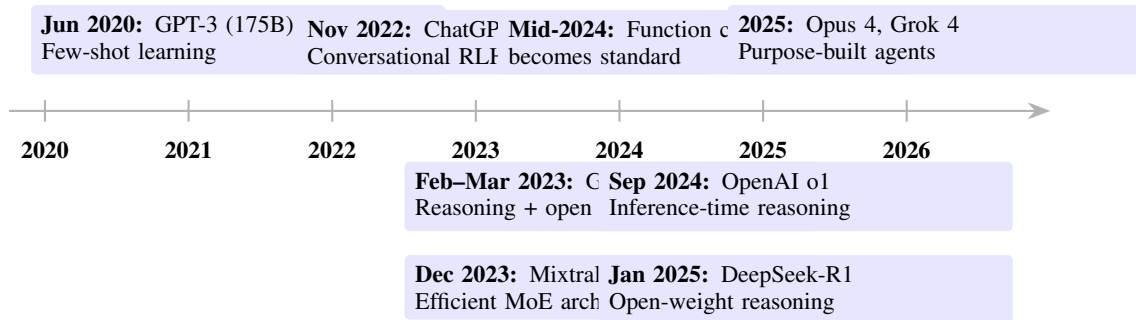 Jun 2020: GPT-3 (175B)
Few-shot learning
Nov 2022:
Conversational
Mid-2024: Function
becomes standard
2025: Opus 4, Grok 4
Purpose-built agents
2020 2021 2022 2023 2024 2025 2026
Feb–Mar 2023:
Reasoning + open
Sep 2024: OpenAI o1
Inference-time reasoning
Dec 2023: Mixtral
Efficient MoE arch
Jan 2025: DeepSeek-R1
Open-weight reasoning